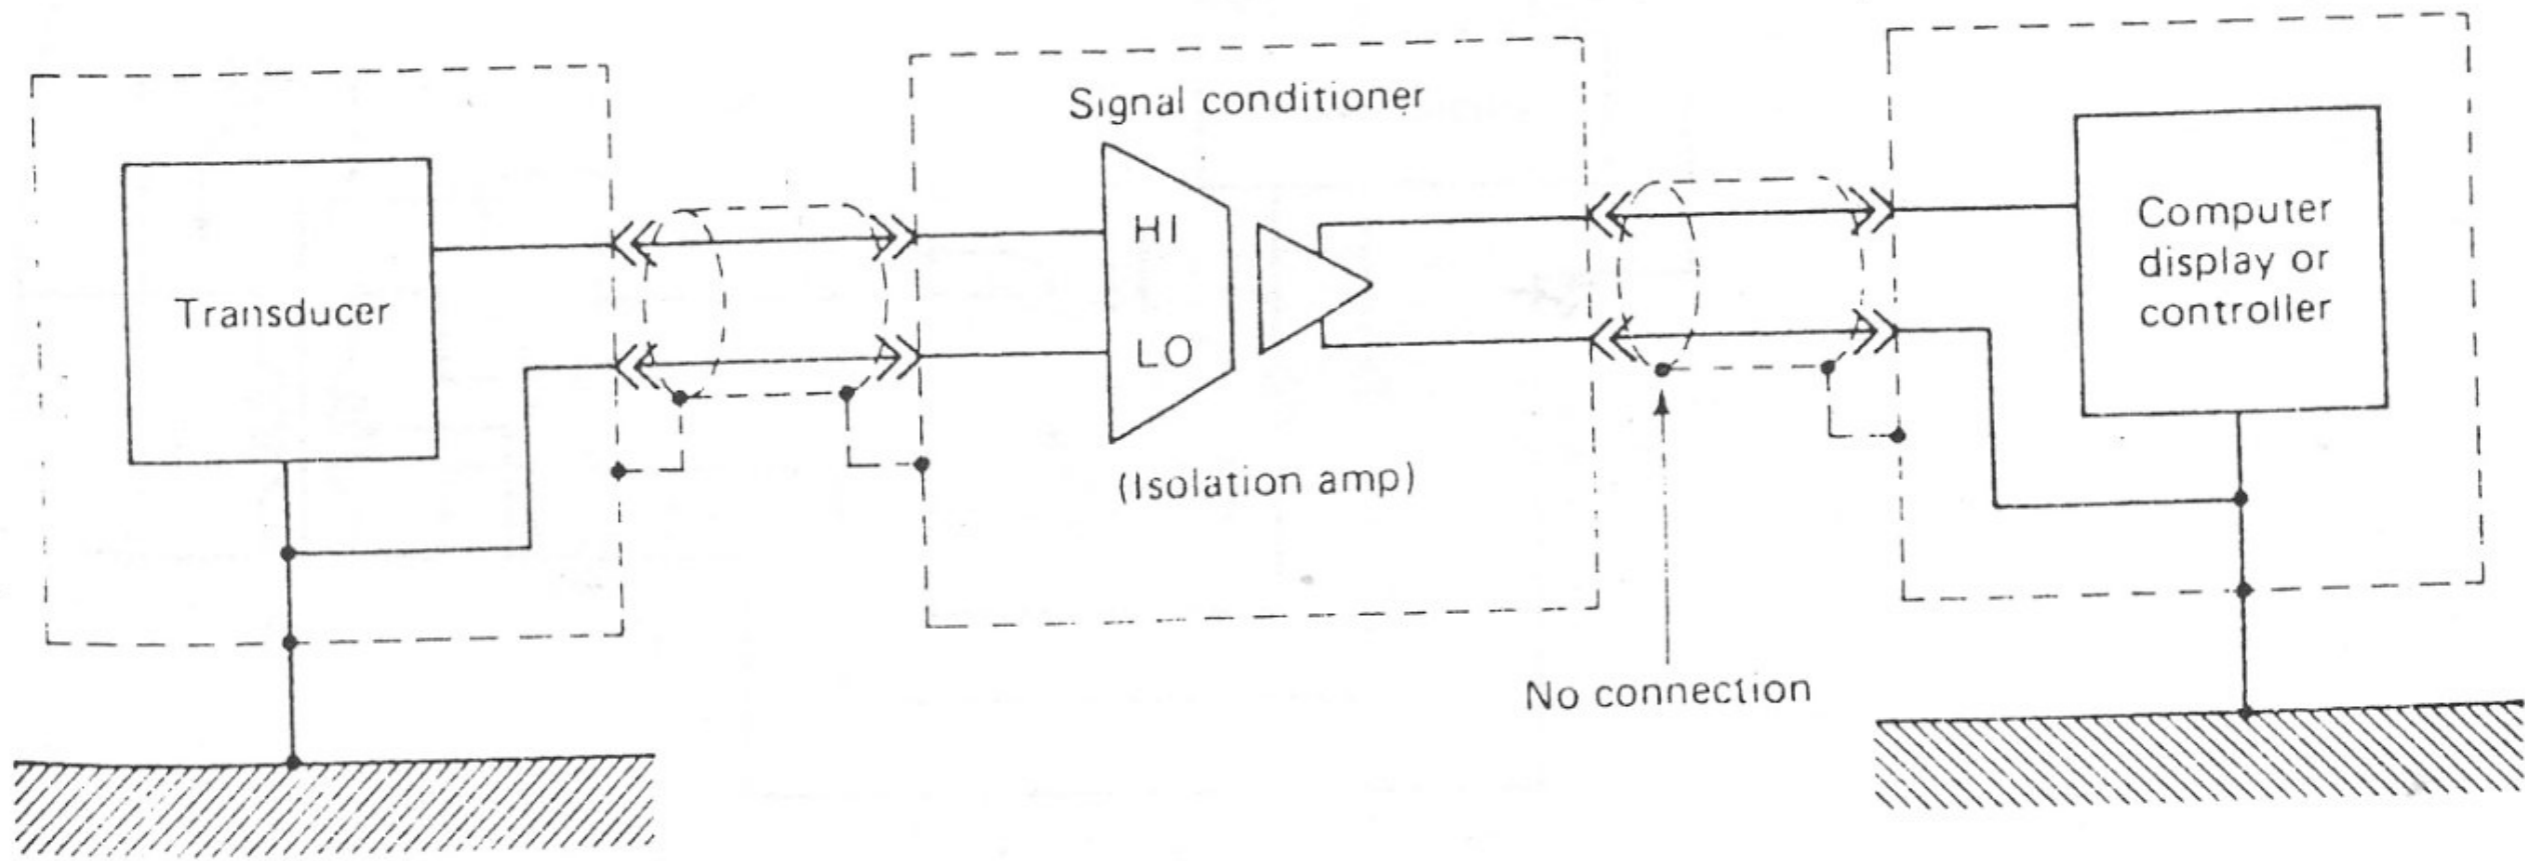 Signal conditioner
Transducer
HI
LO
(Isolation amp)
Computer
display or
controller
No connection